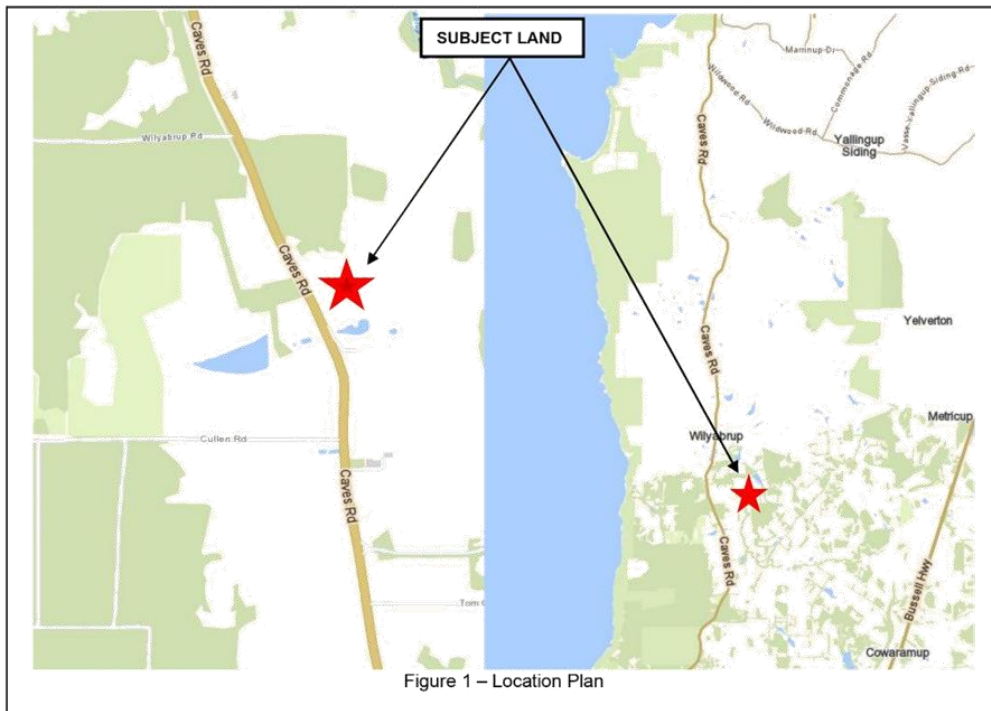 SUBJECT LAND
Caves Rd
Wilyabrup Rd
Caves Rd
Cullen Rd
Caves Rd
Marrinup Dr
Wildwood Rd
Commonage Rd
Vasse Yallingup Siding Rd
Wildwood Rd
Yallingup
Siding
Caves Rd
Yelverton
Caves Rd
Metricup
Wilyabrup
Caves Rd
Bussell Hwy
Cowaramup
Figure 1 – Location Plan